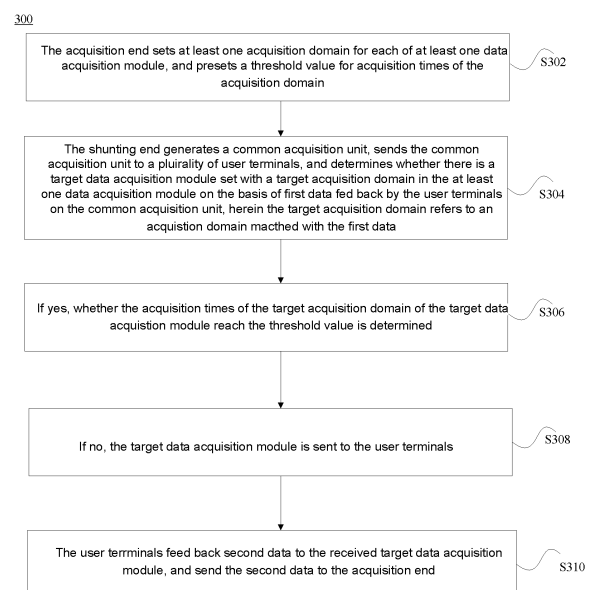 300
The acquisition end sets at least one acquisition domain for each of at least one data
acquisition module, and presets a threshold value for acquisition times of the
acquisition domain
S302
The shunting end generates a common acquisition unit, sends the common
acquisition unit to a pluirality of user terminals, and determines whether there is a
target data acquisition module set with a target acquisition domain in the at least
one data acquisition module on the basis of first data fed back by the user terminals
on the common acquisition unit, herein the target acquisition domain refers to an
acquistion domain macthed with the first data
S304
If yes, whether the acquisition times of the target acquisition domain of the target data
acquistion module reach the threshold value is determined
S306
If no, the target data acquisition module is sent to the user terminals
S308
The user terrminals feed back second data to the received target data acquisition
module, and send the second data to the acquisition end
S310